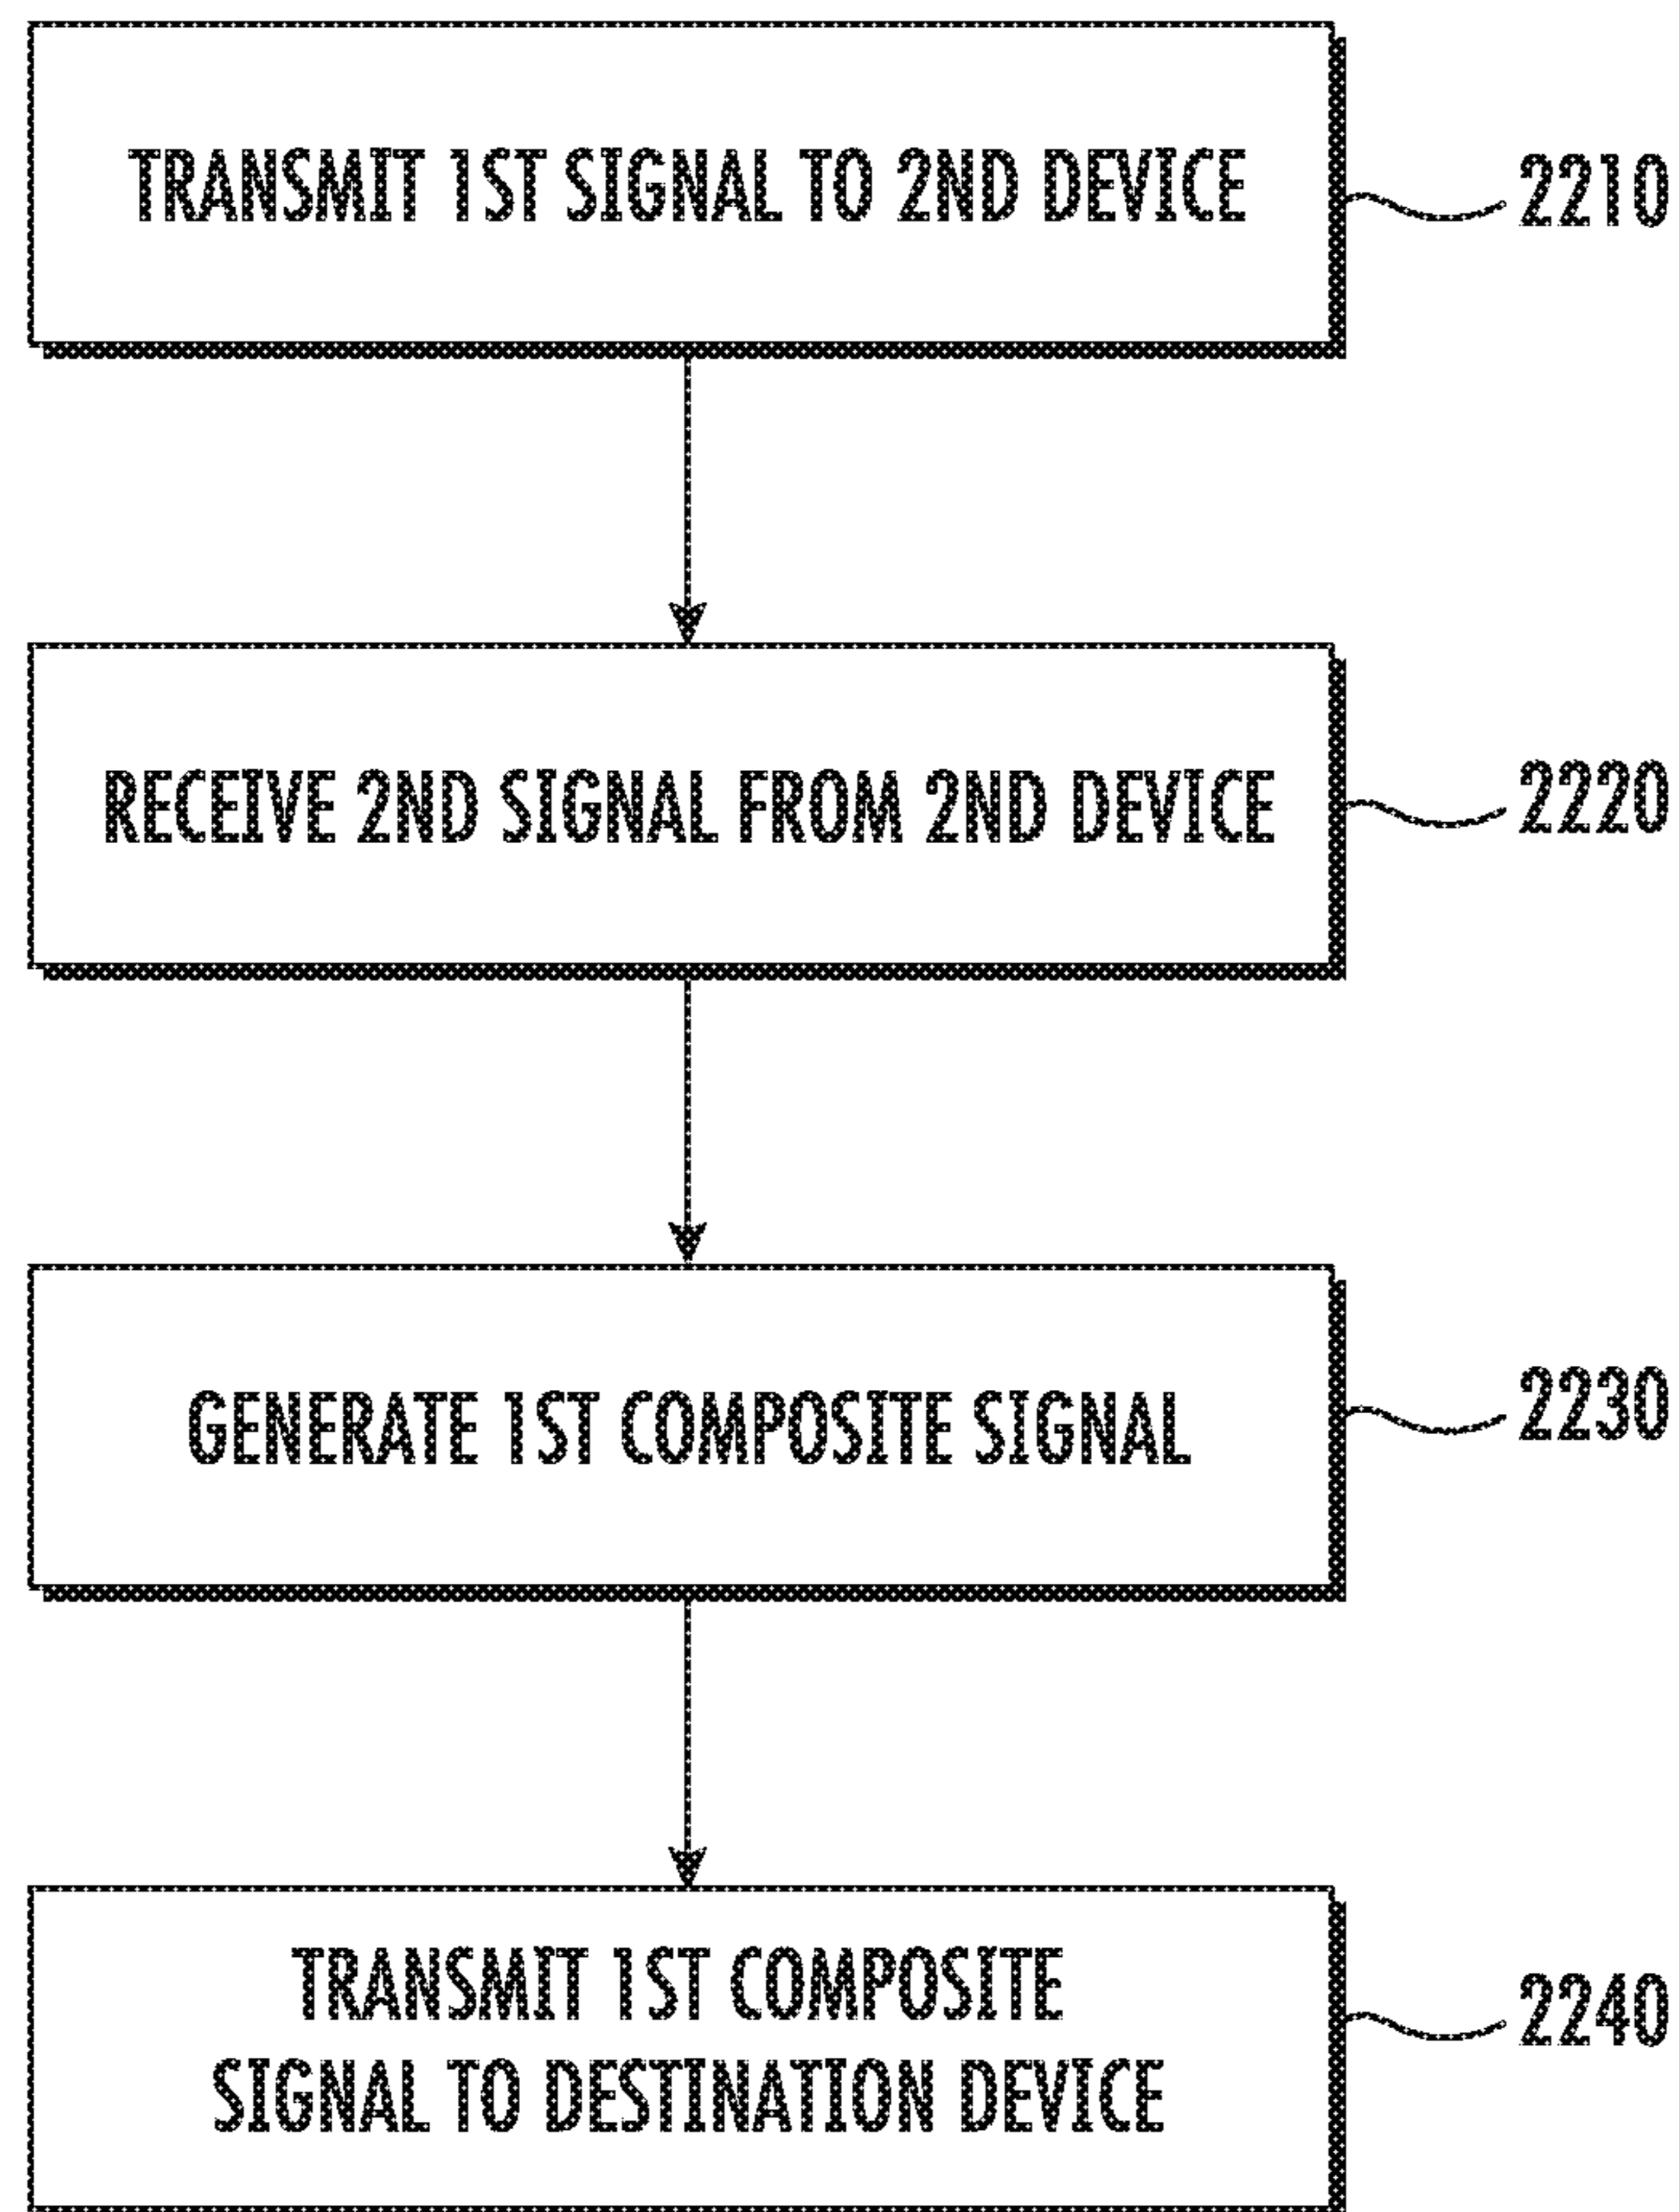 TRANSMIT 1ST SIGNAL TO 2ND DEVICE
2210
RECEIVE 2ND SIGNAL FROM 2ND DEVICE
2220
GENERATE 1ST COMPOSITE SIGNAL
2230
TRANSMIT 1ST COMPOSITE
SIGNAL TO DESTINATION DEVICE
2240